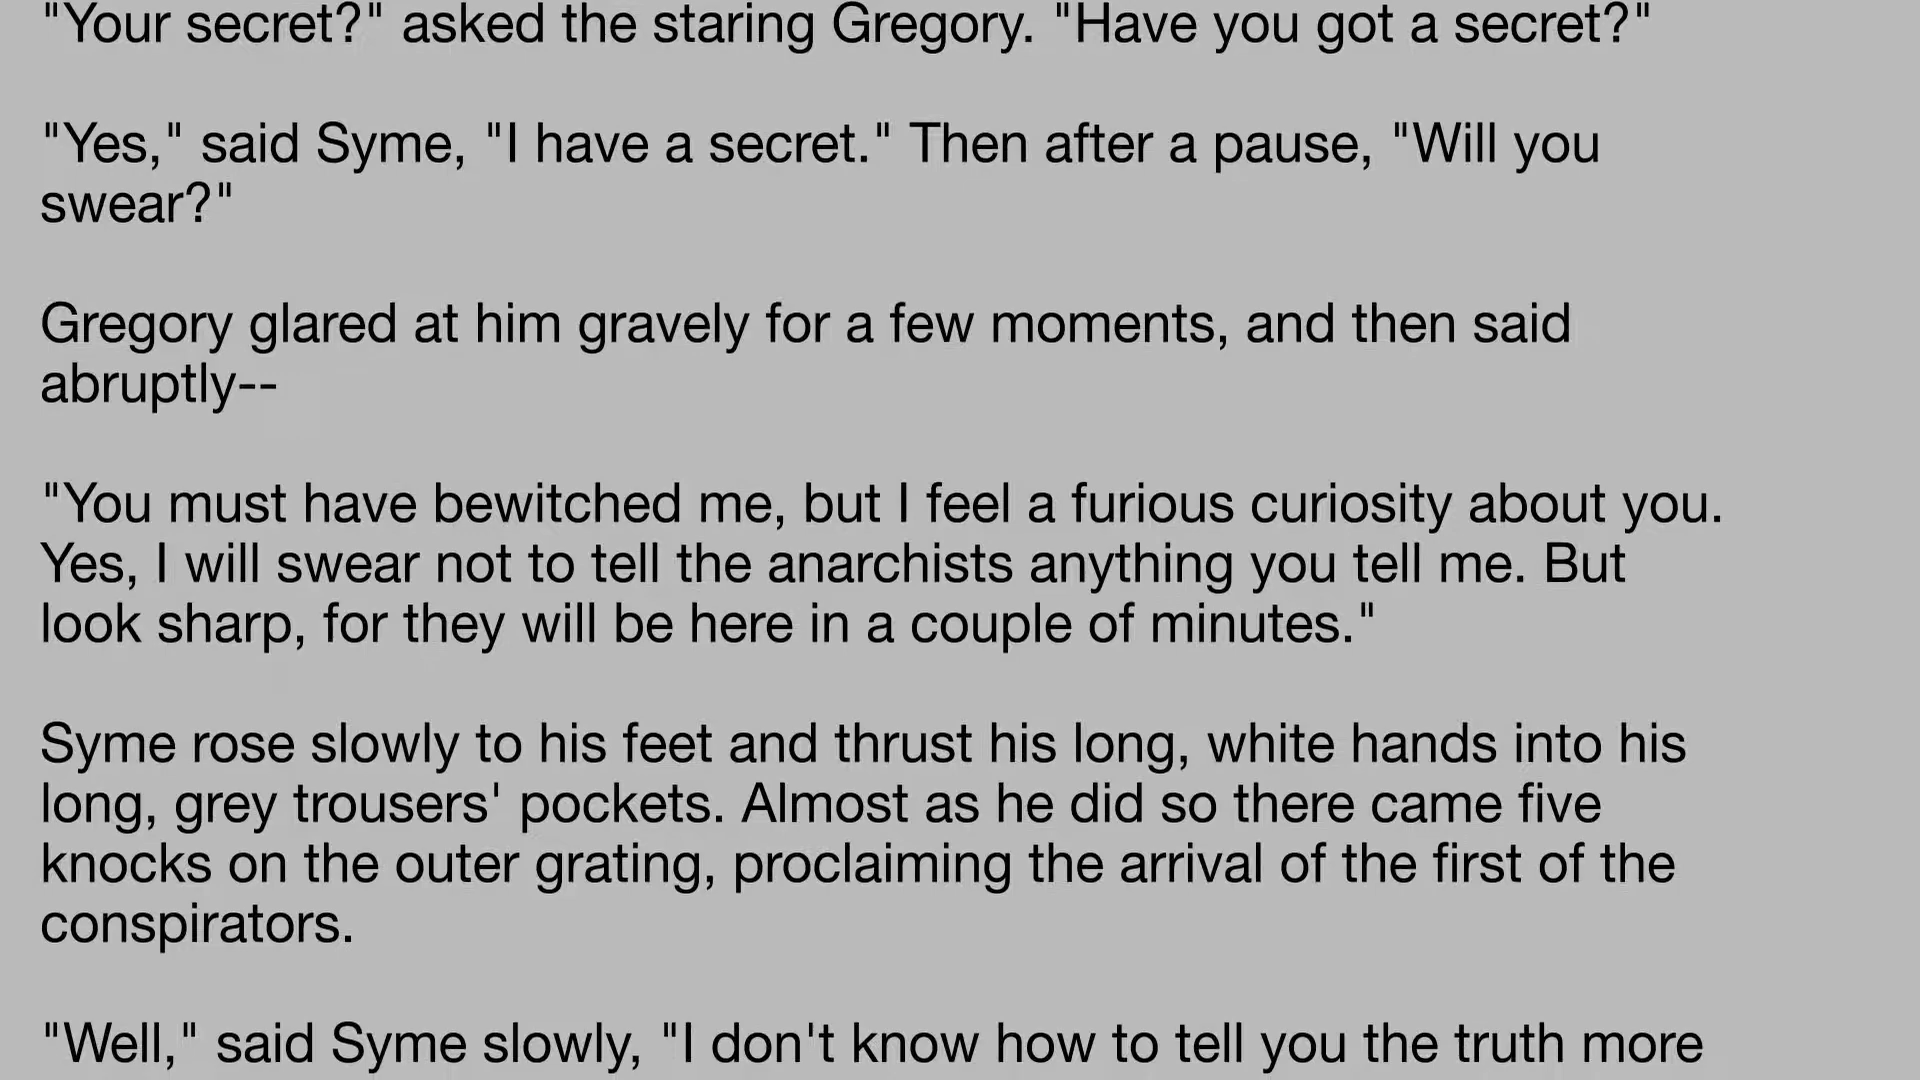 "Your secret?" asked the staring Gregory. "Have you got a secret?"
"Yes," said Syme, "I have a secret." Then after a pause, "Will you
swear?"
Gregory glared at him gravely for a few moments, and then said
abruptly--
"You must have bewitched me, but I feel a furious curiosity about you.
Yes, I will swear not to tell the anarchists anything you tell me. But
look sharp, for they will be here in a couple of minutes."
Syme rose slowly to his feet and thrust his long, white hands into his
long, grey trousers' pockets. Almost as he did so there came five
knocks on the outer grating, proclaiming the arrival of the first of the
conspirators.
"Well," said Syme slowly, "I don't know how to tell you the truth more